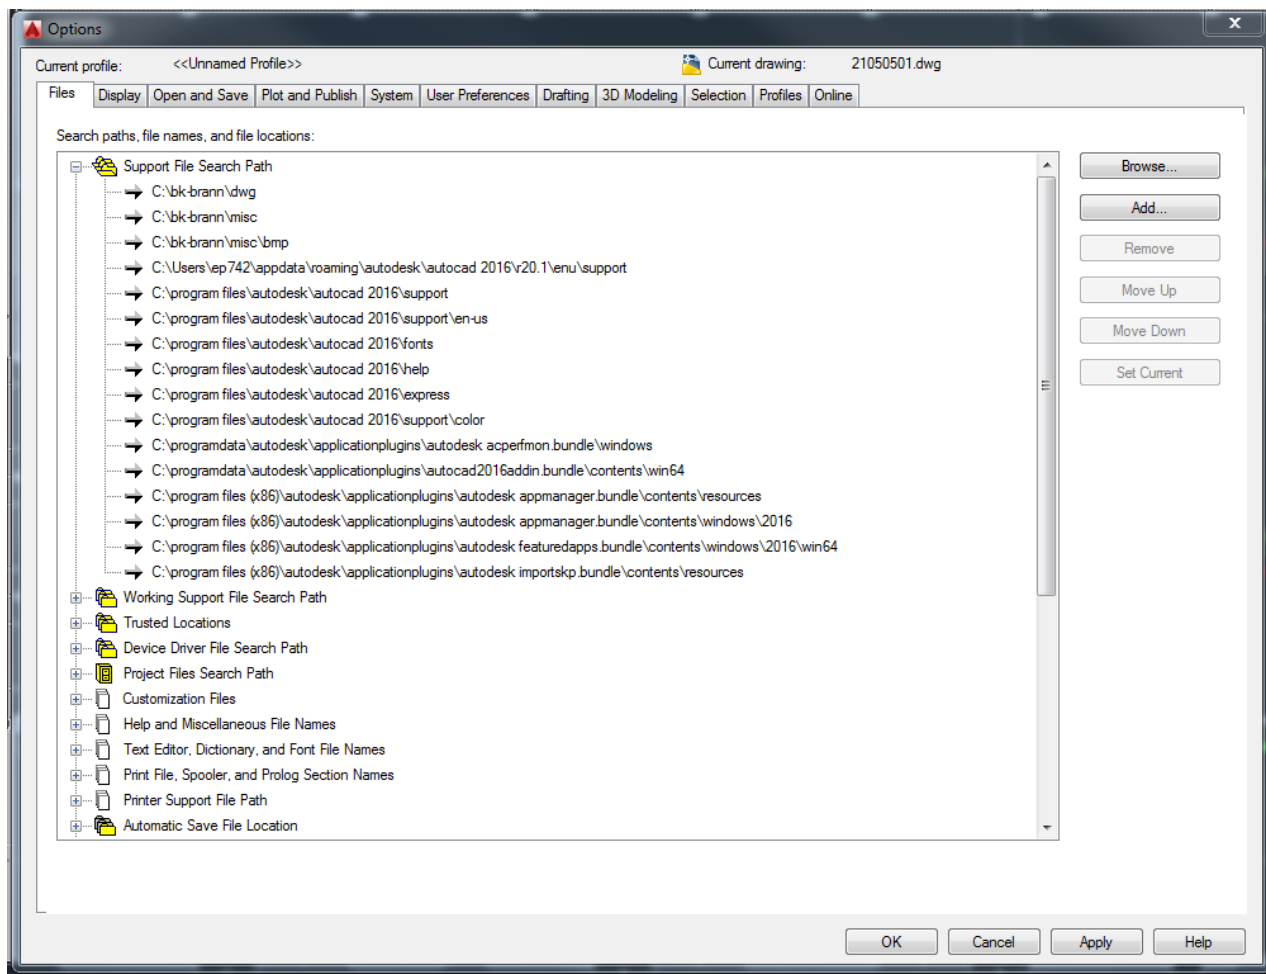 Options
X
Current profile: <<Unnamed Profile>> Current drawing: 21050501.dwg
Files Display Open and Save Plot and Publish System User Preferences Drafting 3D Modeling Selection Profiles Online
Search paths, file names, and file locations:
Support File Search Path
C:\bk-brann\dwg
C:\bk-brann\misc
C:\bk-brann\misc\bmp
C:\Users\ep742\appdata\roaming\autodesk\autocad 2016\r20.1\enu\support
C:\program files\autodesk\autocad 2016\support
C:\program files\autodesk\autocad 2016\support\en-us
C:\program files\autodesk\autocad 2016\fonts
C:\program files\autodesk\autocad 2016\help
C:\program files\autodesk\autocad 2016\express
C:\program files\autodesk\autocad 2016\support\color
C:\programdata\autodesk\applicationplugins\autodesk acperfmon.bundle\windows
C:\programdata\autodesk\applicationplugins\autocad2016addin.bundle\contents\win64
C:\program files (x86)\autodesk\applicationplugins\autodesk appmanager.bundle\contents\resources
C:\program files (x86)\autodesk\applicationplugins\autodesk appmanager.bundle\contents\windows\2016
C:\program files (x86)\autodesk\applicationplugins\autodesk featuredapps.bundle\contents\windows\2016\win64
C:\program files (x86)\autodesk\applicationplugins\autodesk importskp.bundle\contents\resources
Working Support File Search Path
Trusted Locations
Device Driver File Search Path
Project Files Search Path
Customization Files
Help and Miscellaneous File Names
Text Editor, Dictionary, and Font File Names
Print File, Spooler, and Prolog Section Names
Printer Support File Path
Automatic Save File Location
Browse...
Add...
Remove
Move Up
Move Down
Set Current
OK Cancel Apply Help